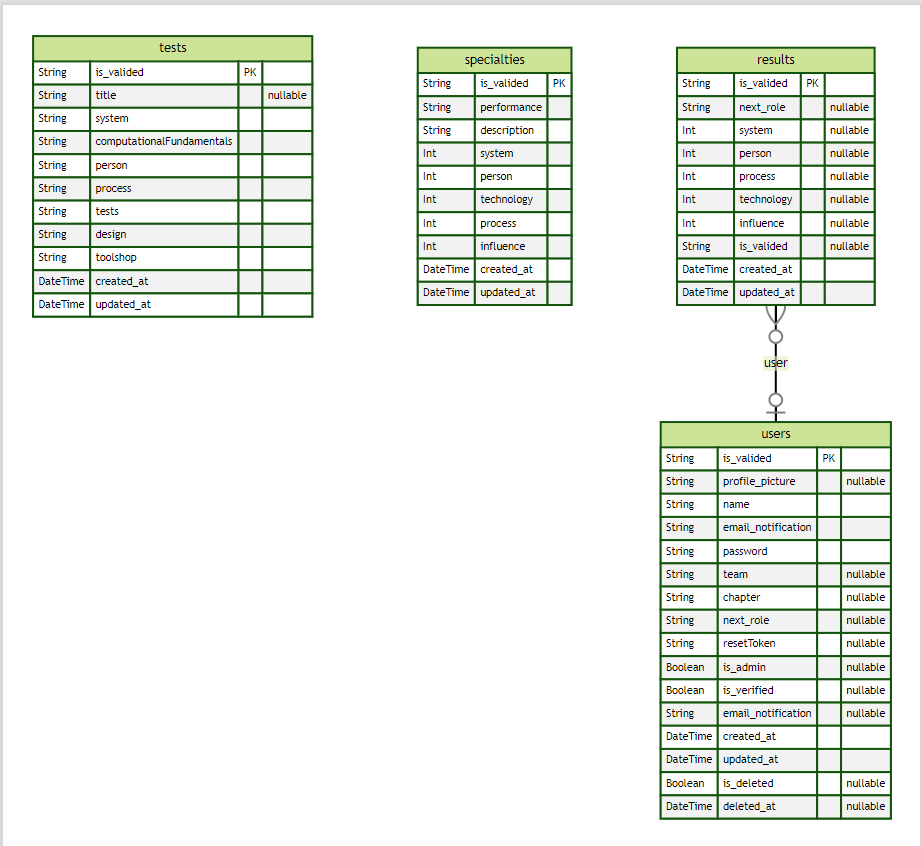 tests
String is_valided PK
String title nullable
String system
String computationalFundamentals
String person
String process
String tests
String design
String toolshop
DateTime created_at
DateTime updated_at
specialties
String is_valided PK
String performance
String description
Int system
Int person
Int technology
Int process
Int influence
DateTime created_at
DateTime updated_at
results
String is_valided PK
String next_role nullable
Int system nullable
Int person nullable
Int process nullable
Int technology nullable
Int influence nullable
String is_valided nullable
DateTime created_at
DateTime updated_at
user
users
String is_valided PK
String profile_picture nullable
String name
String email_notification
String password
String team nullable
String chapter nullable
String next_role nullable
String resetToken nullable
Boolean is_admin nullable
Boolean is_verified nullable
String email_notification nullable
DateTime created_at
DateTime updated_at
Boolean is_deleted nullable
DateTime deleted_at nullable